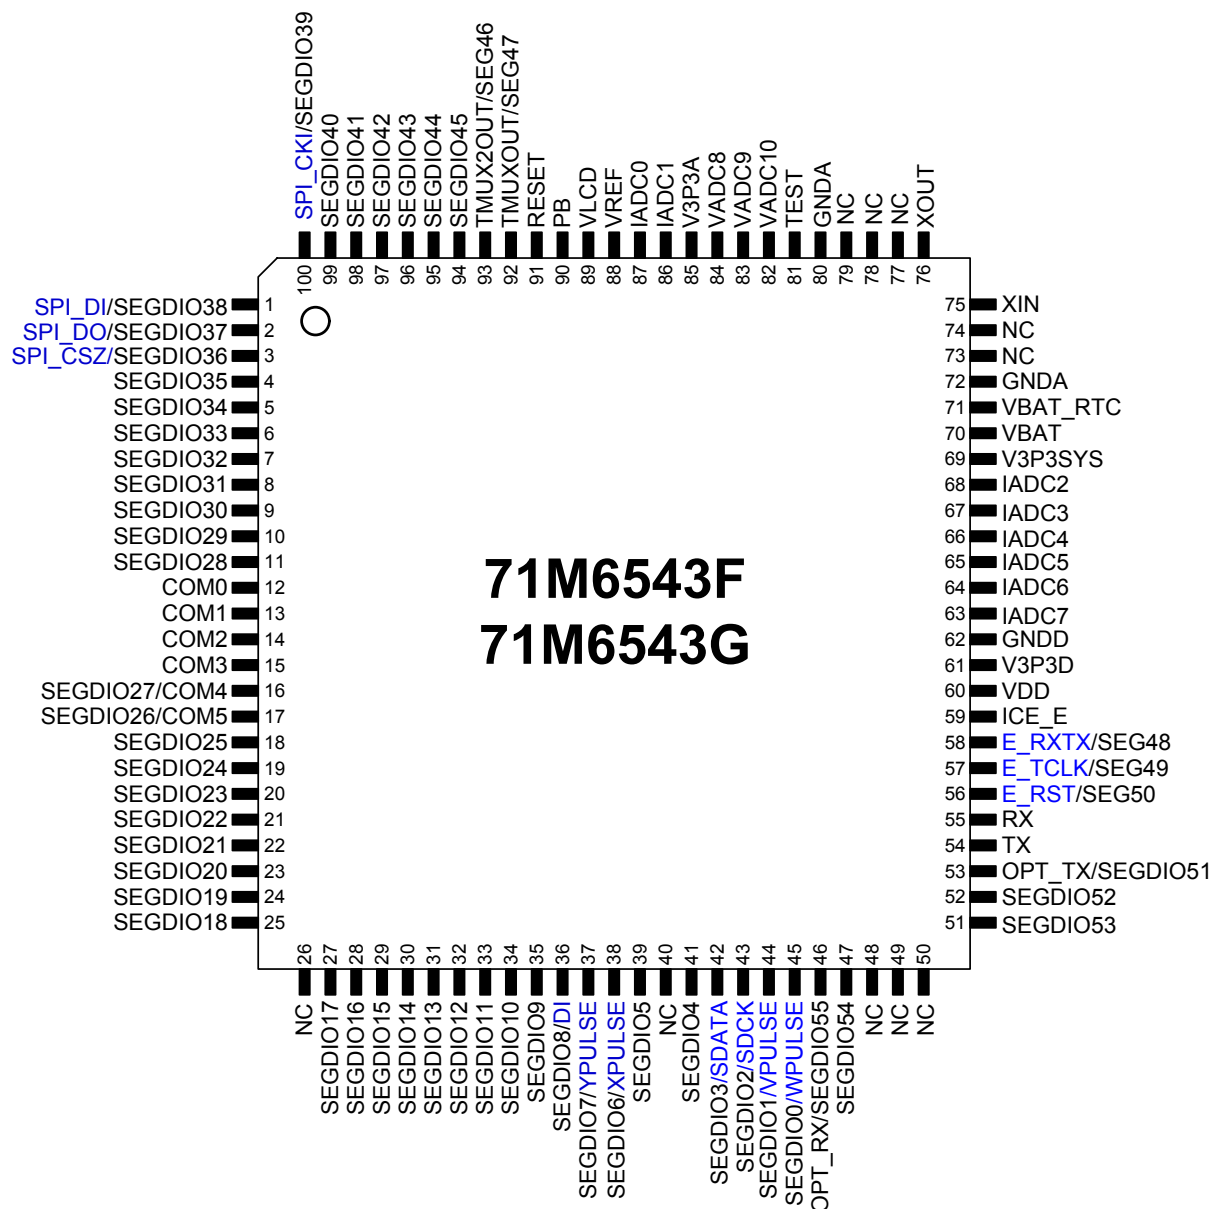 SPI_CKI/SEGDIO39
SEGDIO40
SEGDIO41
SEGDIO42
SEGDIO43
SEGDIO44
SEGDIO45
TMUX2OUT/SEG46
TMUXOUT/SEG47
RESET
PB
VLCD
VREF
IADC0
IADC1
V3P3A
VADC8
VADC9
VADC10
TEST
GNDA
NC
NC
NC
XOUT
100
99
98
97
96
95
94
93
92
91
90
89
88
87
86
85
84
83
82
81
80
79
78
77
76
SPI_DI/SEGDIO38 1
SPI_DO/SEGDIO37 2
SPI_CSZ/SEGDIO36 3
SEGDIO35 4
SEGDIO34 5
SEGDIO33 6
SEGDIO32 7
SEGDIO31 8
SEGDIO30 9
SEGDIO29 10
SEGDIO28 11
COM0 12
COM1 13
COM2 14
COM3 15
SEGDIO27/COM4 16
SEGDIO26/COM5 17
SEGDIO25 18
SEGDIO24 19
SEGDIO23 20
SEGDIO22 21
SEGDIO21 22
SEGDIO20 23
SEGDIO19 24
SEGDIO18 25
71M6543F
71M6543G
75 XIN
74 NC
73 NC
72 GNDA
71 VBAT_RTC
70 VBAT
69 V3P3SYS
68 IADC2
67 IADC3
66 IADC4
65 IADC5
64 IADC6
63 IADC7
62 GNDD
61 V3P3D
60 VDD
59 ICE_E
58 E_RXTX/SEG48
57 E_TCLK/SEG49
56 E_RST/SEG50
55 RX
54 TX
53 OPT_TX/SEGDIO51
52 SEGDIO52
51 SEGDIO53
26
27
28
29
30
31
32
33
34
35
36
37
38
39
40
41
42
43
44
45
46
47
48
49
50
NC
SEGDIO17
SEGDIO16
SEGDIO15
SEGDIO14
SEGDIO13
SEGDIO12
SEGDIO11
SEGDIO10
SEGDIO9
SEGDIO8/DI
SEGDIO7/YPULSE
SEGDIO6/XPULSE
SEGDIO5
NC
SEGDIO4
SEGDIO3/SDATA
SEGDIO2/SDCK
SEGDIO1/VPULSE
SEGDIO0/WPULSE
OPT_RX/SEGDIO55
SEGDIO54
NC
NC
NC